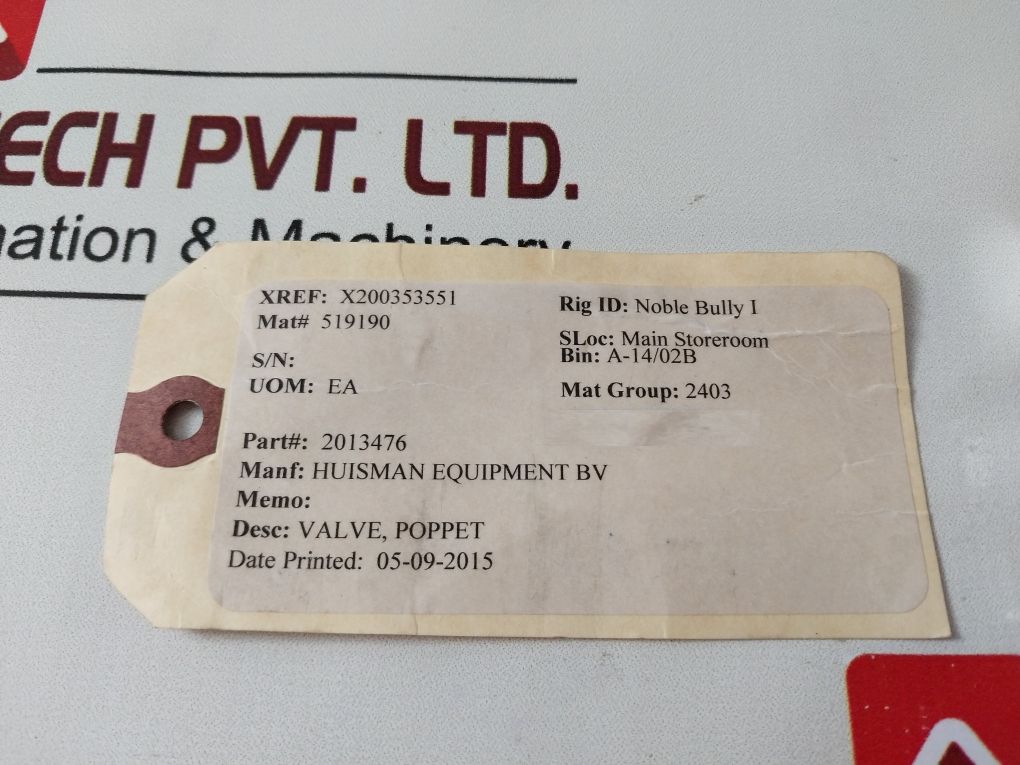 ECH PVT. LTD.
ation & Machinery
XREF: X200353551
Mat# 519190
S/N:
UOM: EA
Rig ID: Noble Bully I
SLoc: Main Storeroom
Bin: A-14/02B
Mat Group: 2403
Part#: 2013476
Manf: HUISMAN EQUIPMENT BV
Memo:
Desc: VALVE, POPPET
Date Printed: 05-09-2015